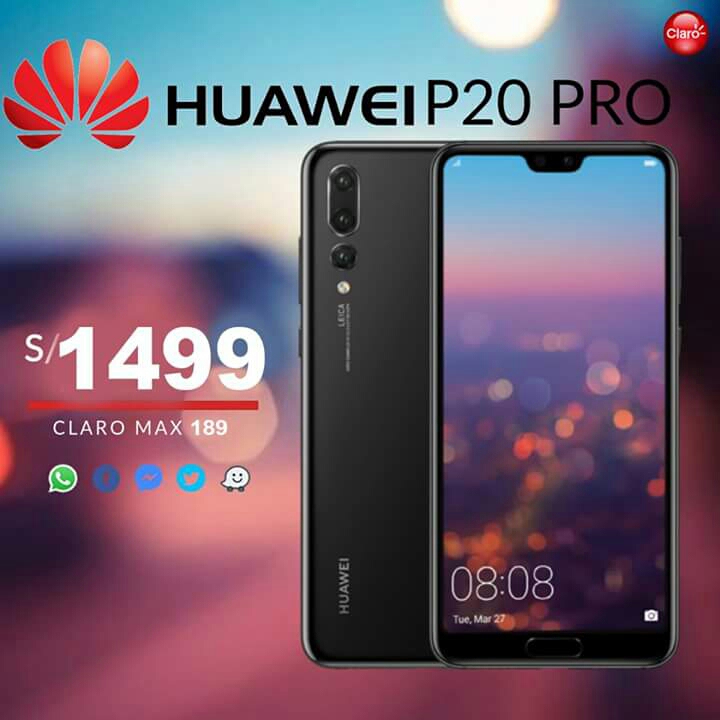 Claro
HUAWEI P20 PRO
LEICA
S/1499
CLARO MAX 189
HUAWEI
08:08
Tue, Mar 27